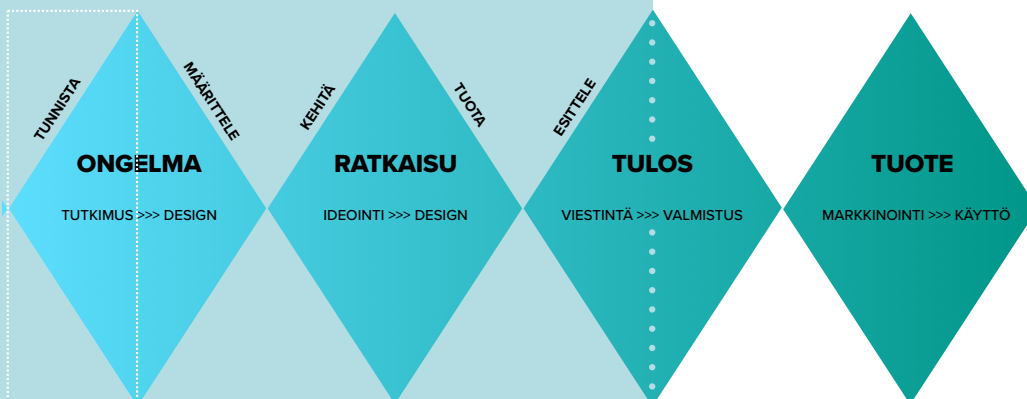 TUNNISTA
MÄÄRITTELE
KEHITÄ
TUOTA
ESITTELE
ONGELMA
RATKAISU
TULOS
TUOTE
TUTKIMUS >>> DESIGN
IDEOINTI >>> DESIGN
VIESTINTÄ >>> VALMISTUS
MARKKINOINTI >>> KÄYTTÖ